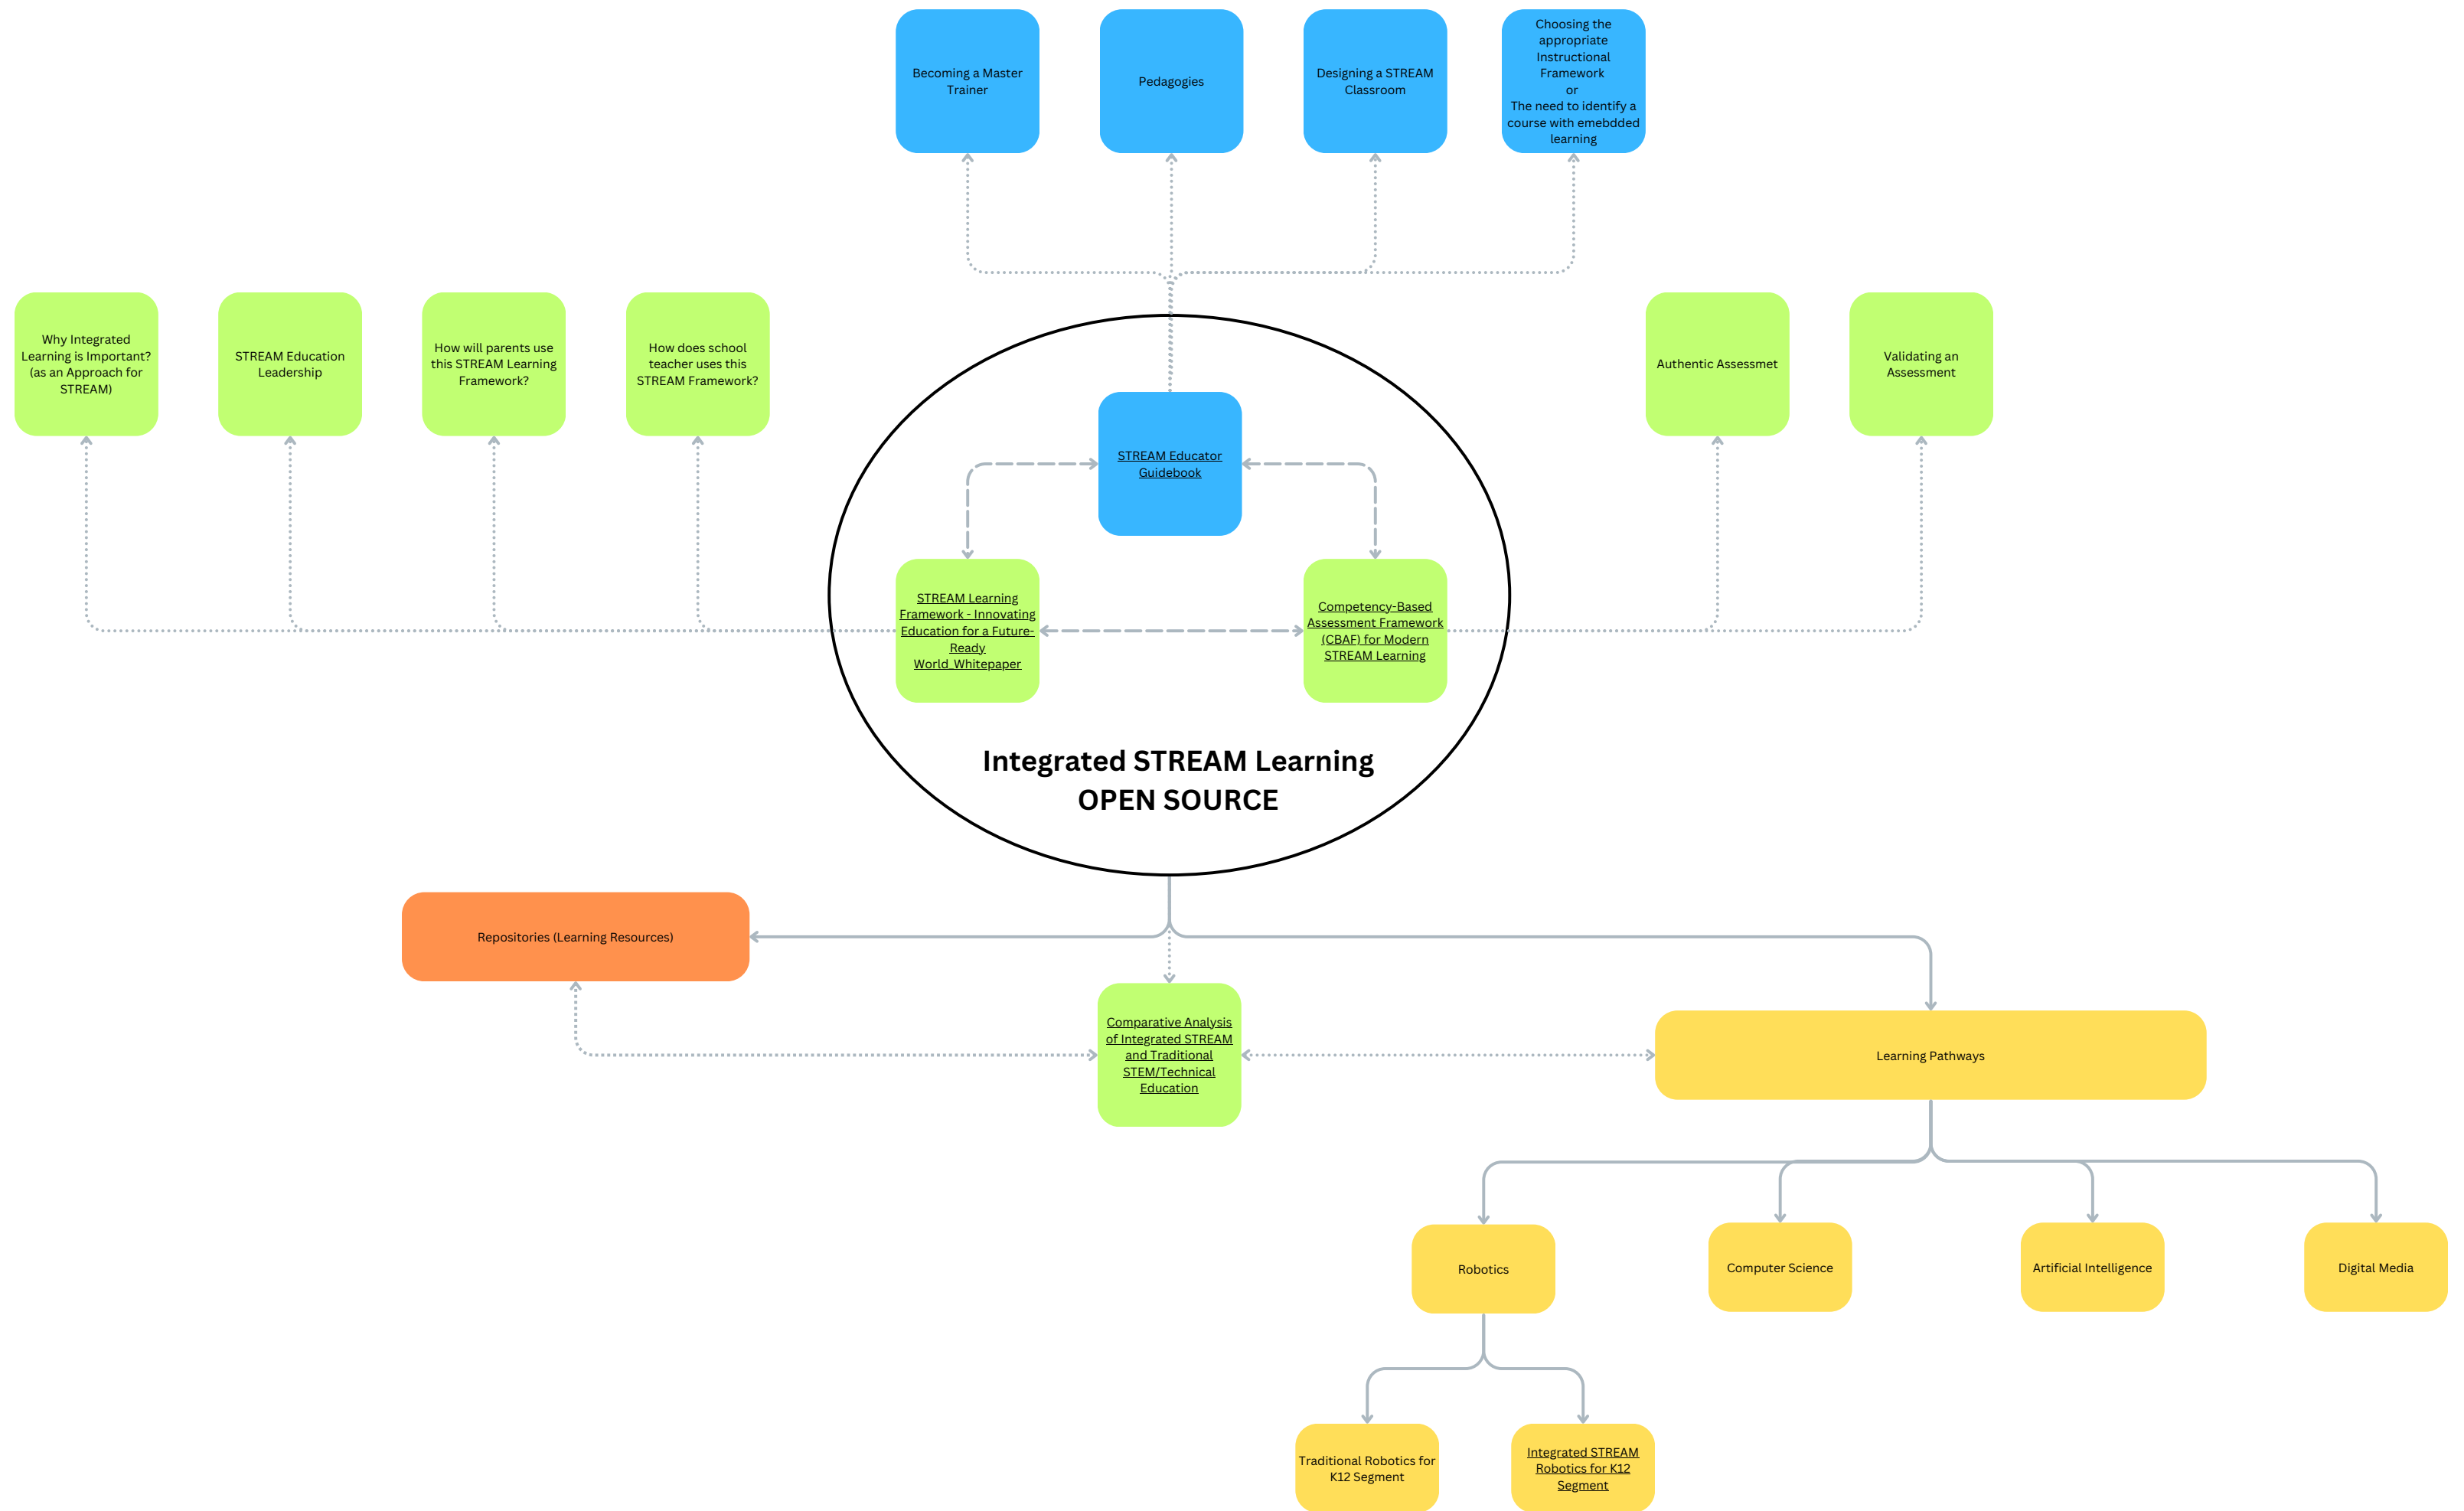 Becoming a Master
Trainer
Pedagogies
Designing a STREAM
Classroom
Choosing the
appropriate
Instructional
Framework
or
The need to identify a
course with emebdded
learning
Why Integrated
Learning is Important?
(as an Approach for
STREAM)
STREAM Education
Leadership
How will parents use
this STREAM Learning
Framework?
How does school
teacher uses this
STREAM Framework?
Authentic Assessmet
Validating an
Assessment
STREAM Educator
Guidebook
STREAM Learning
Framework - Innovating
Education for a Future-
Ready
World_Whitepaper
Competency-Based
Assessment Framework
(CBAF) for Modern
STREAM Learning
Integrated STREAM Learning
OPEN SOURCE
Repositories (Learning Resources)
Comparative Analysis
of Integrated STREAM
and Traditional
STEM/Technical
Education
Learning Pathways
Robotics
Computer Science
Artificial Intelligence
Digital Media
Traditional Robotics for
K12 Segment
Integrated STREAM
Robotics for K12
Segment